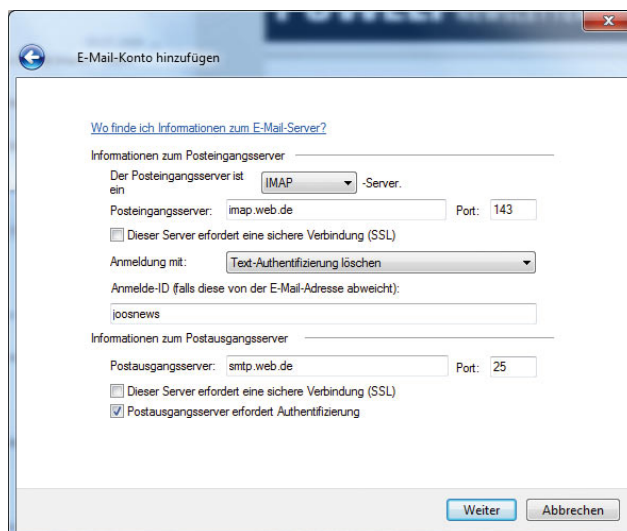 E-Mail-Konto hinzufügen
Wo finde ich Informationen zum E-Mail-Server?
Informationen zum Posteingangsserver
Der Posteingangsserver ist ein IMAP -Server.
Posteingangsserver: imap.web.de Port: 143
Dieser Server erfordert eine sichere Verbindung (SSL)
Anmeldung mit: Text-Authentifizierung löschen
Anmelde-ID (falls diese von der E-Mail-Adresse abweicht):
joosnews
Informationen zum Postausgangsserver
Postausgangsserver: smtp.web.de Port: 25
Dieser Server erfordert eine sichere Verbindung (SSL)
Postausgangsserver erfordert Authentifizierung
Weiter Abbrechen